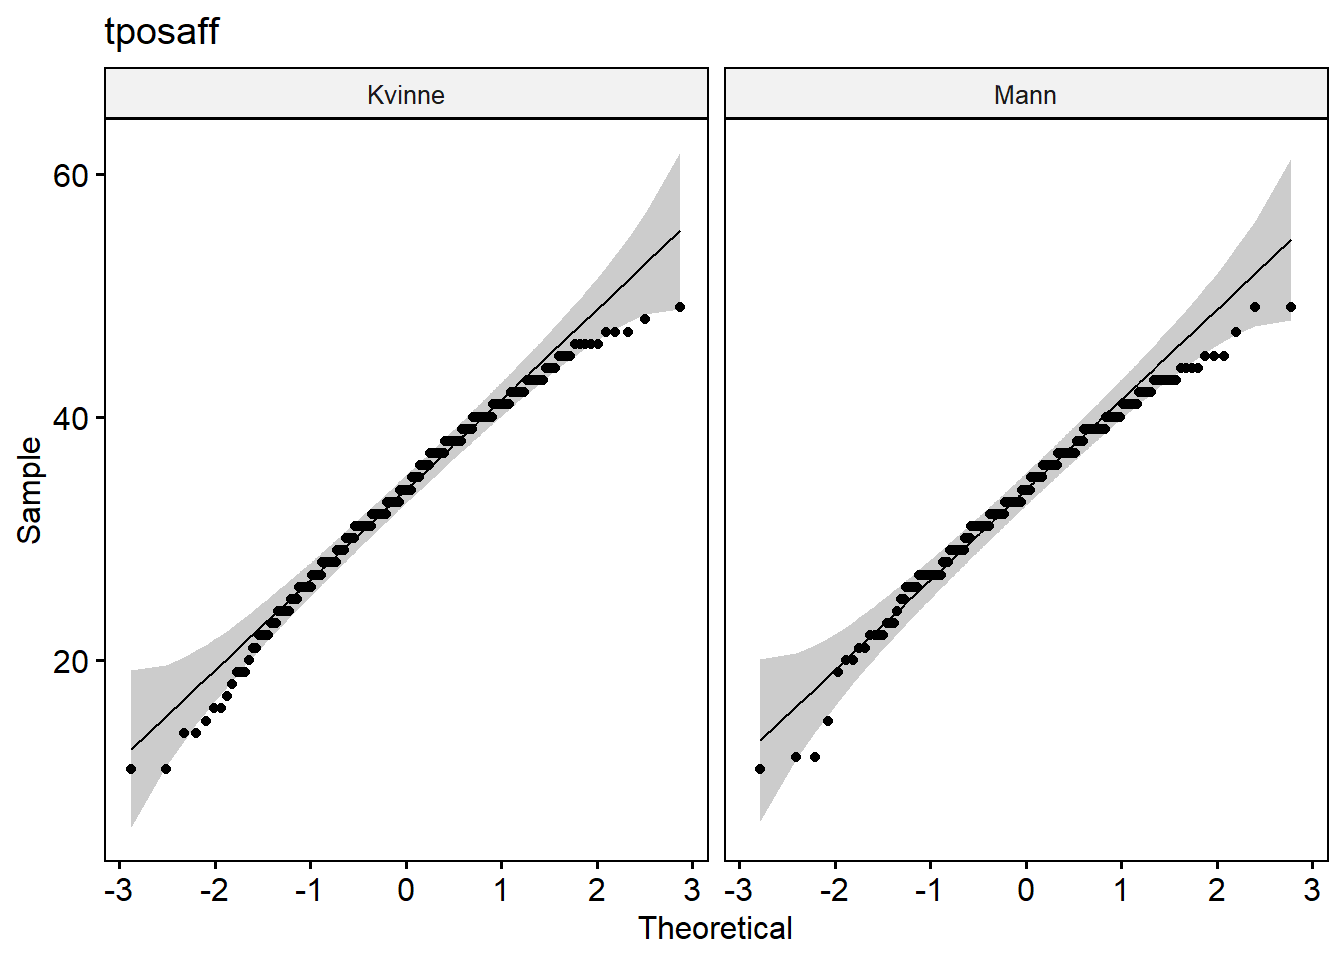 tposaff
Kvinne Mann
60
40
20
Sample
-3 -2 -1 0 1 2 3 -3 -2 -1 0 1 2 3
Theoretical